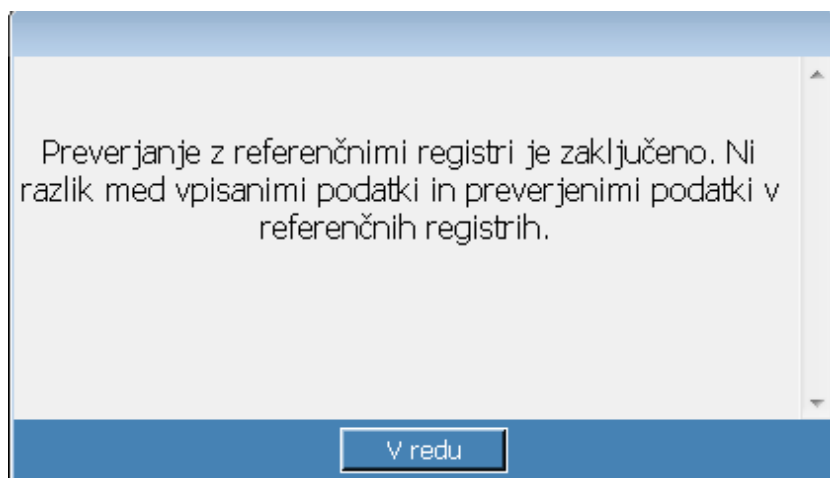 Preverjanje z referenčnimi registri je zaključeno. Ni
razlik med vpisanimi podatki in preverjenimi podatki v
referenčnih registrih.
V redu